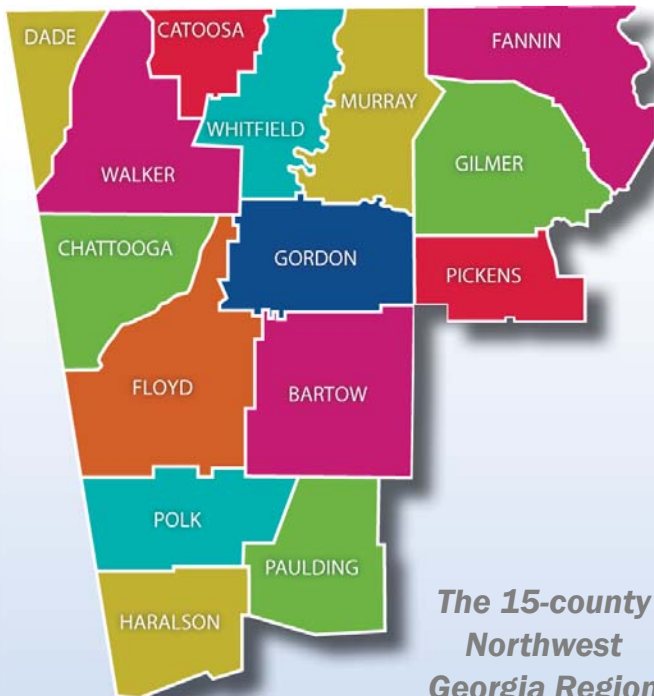 DADE
CATOOSA
FANNIN
MURRAY
WHITFIELD
GILMER
WALKER
CHATTOOGA
GORDON
PICKENS
FLOYD
BARTOW
POLK
PAULDING
HARALSON
The 15-county
Northwest
Georgia Region